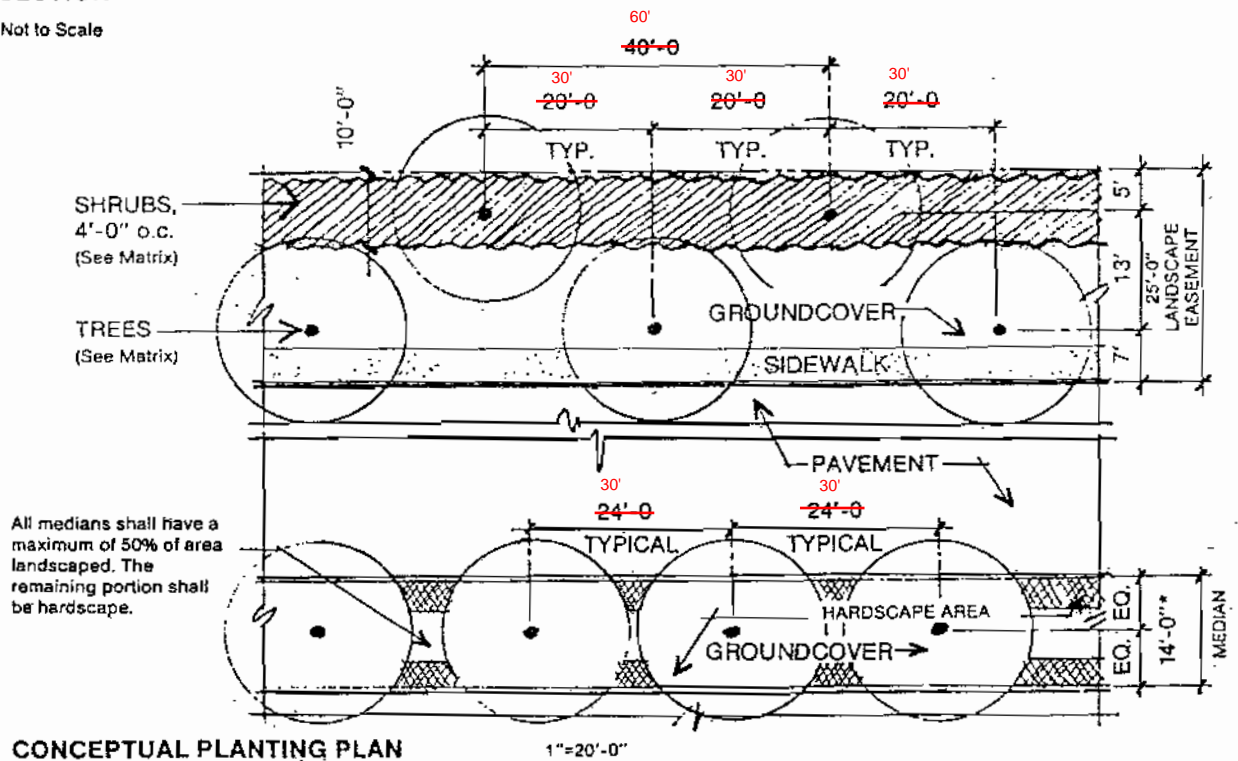 Not to Scale
60'
40'-0
30'
30'
30'
20'-0
20'-0
20'-0
10'-0"
TYP.
TYP.
TYP.
SHRUBS,
4'-0" o.c.
(See Matrix)
5'
13'
25'-0"
LANDSCAPE
EASEMENT
GROUNDCOVER
TREES
(See Matrix)
SIDEWALK
7'
PAVEMENT
30'
30'
24'-0
24'-0
All medians shall have a
maximum of 50% of area
landscaped. The
remaining portion shall
be hardscape.
TYPICAL
TYPICAL
HARDSCAPE AREA
EQ.
EQ.
14'-0"*
MEDIAN
GROUNDCOVER
CONCEPTUAL PLANTING PLAN
1"=20'-0"